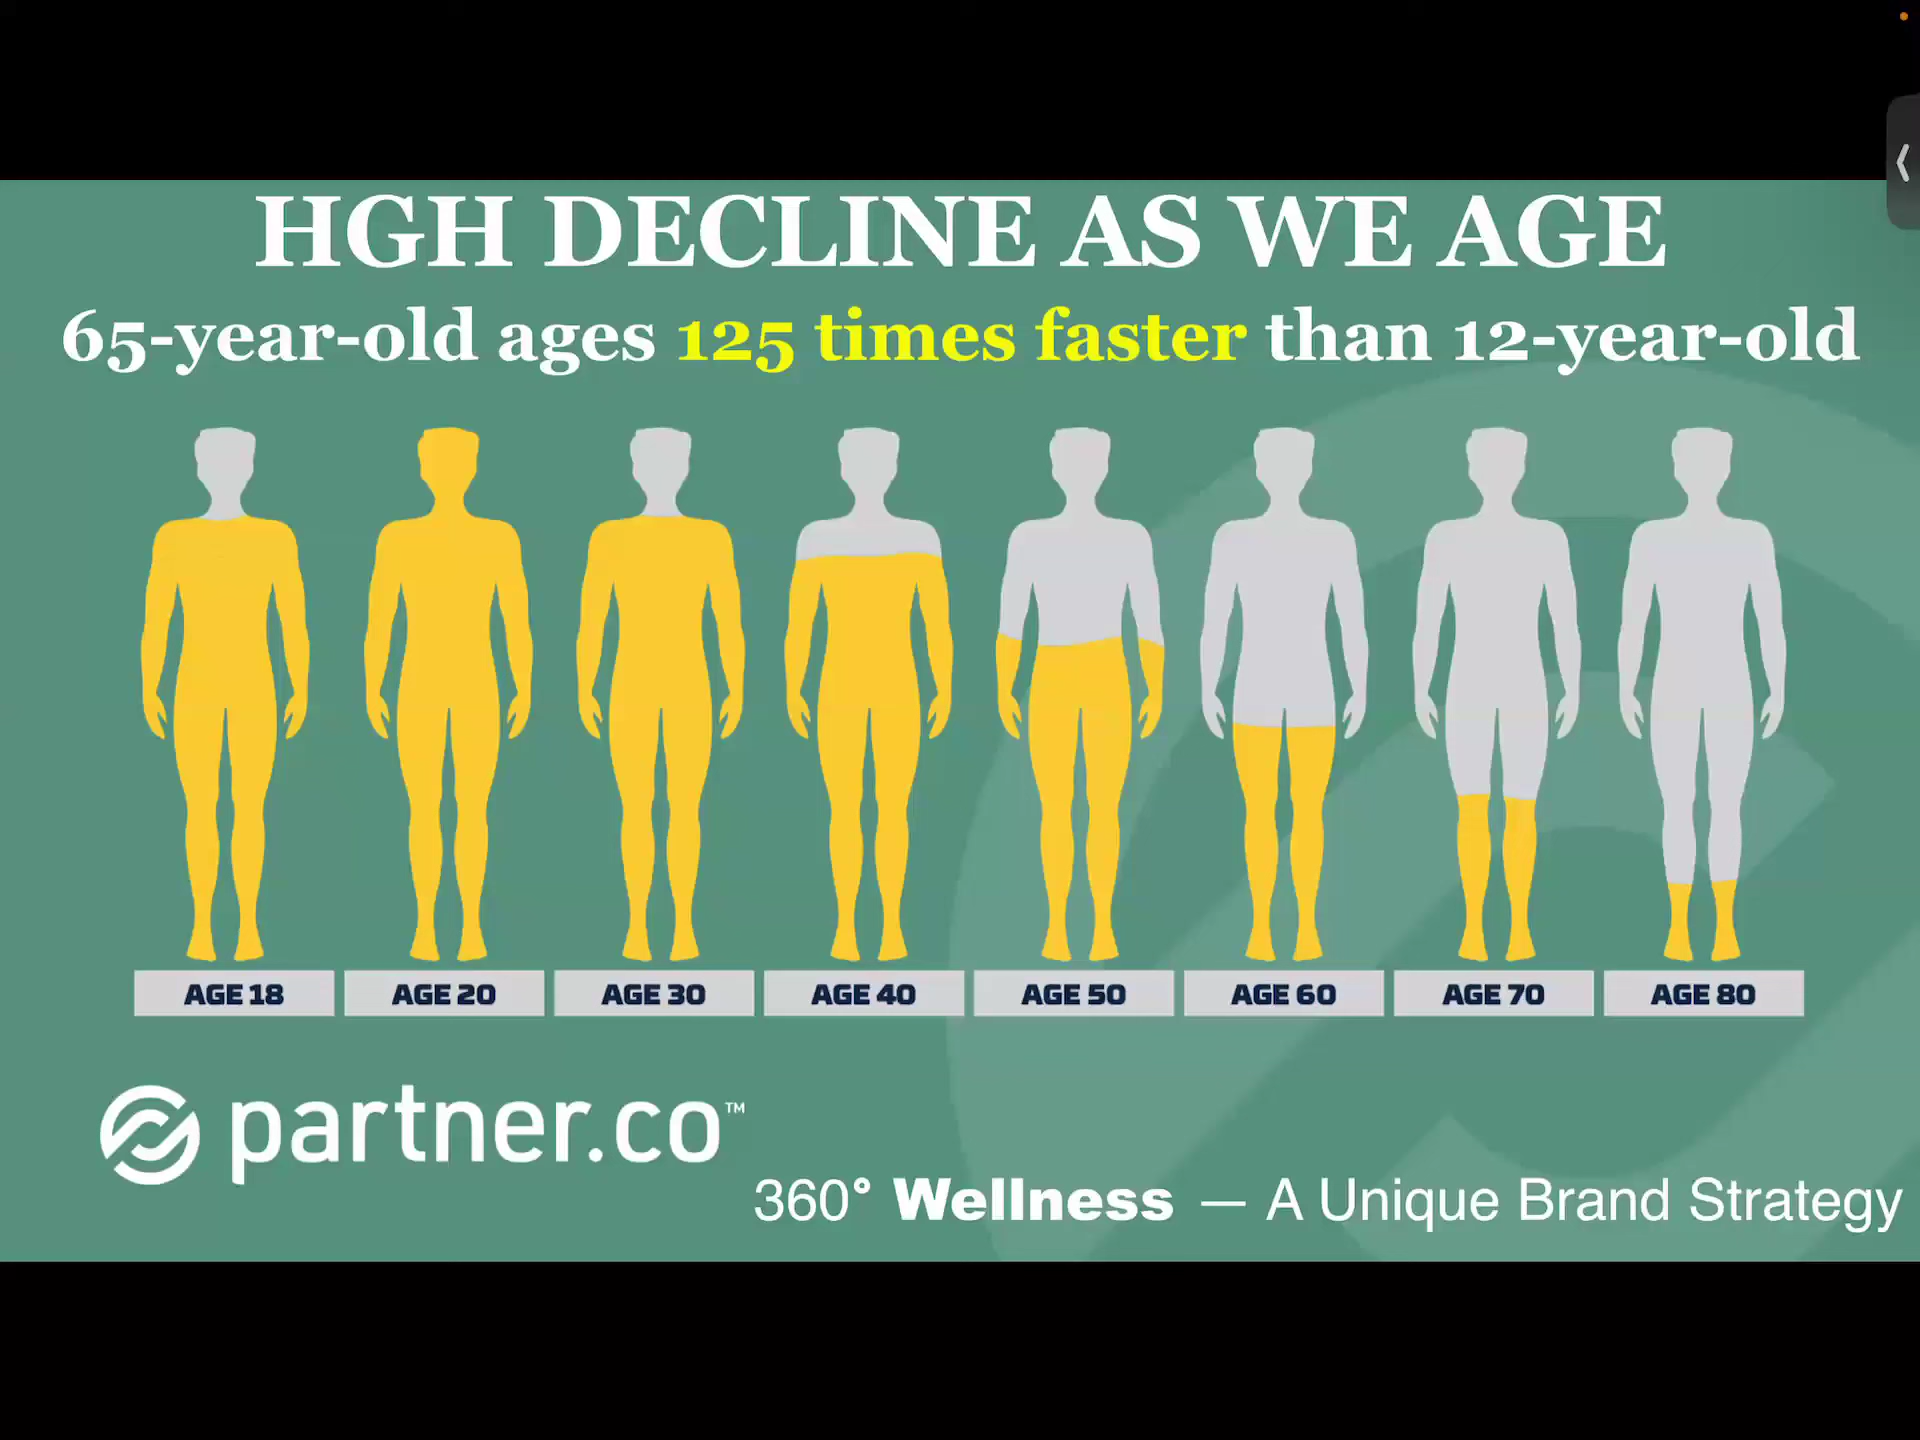 HGH DECLINE AS WE AGE
65-year-old ages 125 times faster than 12-year-old
AGE 18 AGE 20 AGE 30 AGE 40 AGE 50 AGE 60 AGE 70 AGE 80
partner.co™
360° Wellness — A Unique Brand Strategy